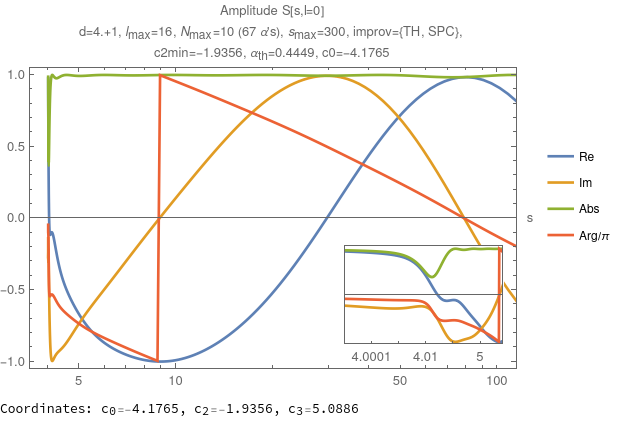 Amplitude S[s,l=0]
d=4.+1, lmax=16, Nmax=10 (67 α's), smax=300, improv={TH, SPC},
c2min=−1.9356, αth=0.4449, c0=−4.1765
1.0
0.5
0.0
−0.5
−1.0
5
10
50
100
s
4.0001
4.01
5
Re
Im
Abs
Arg/π
Coordinates: c0=−4.1765, c2=−1.9356, c3=5.0886